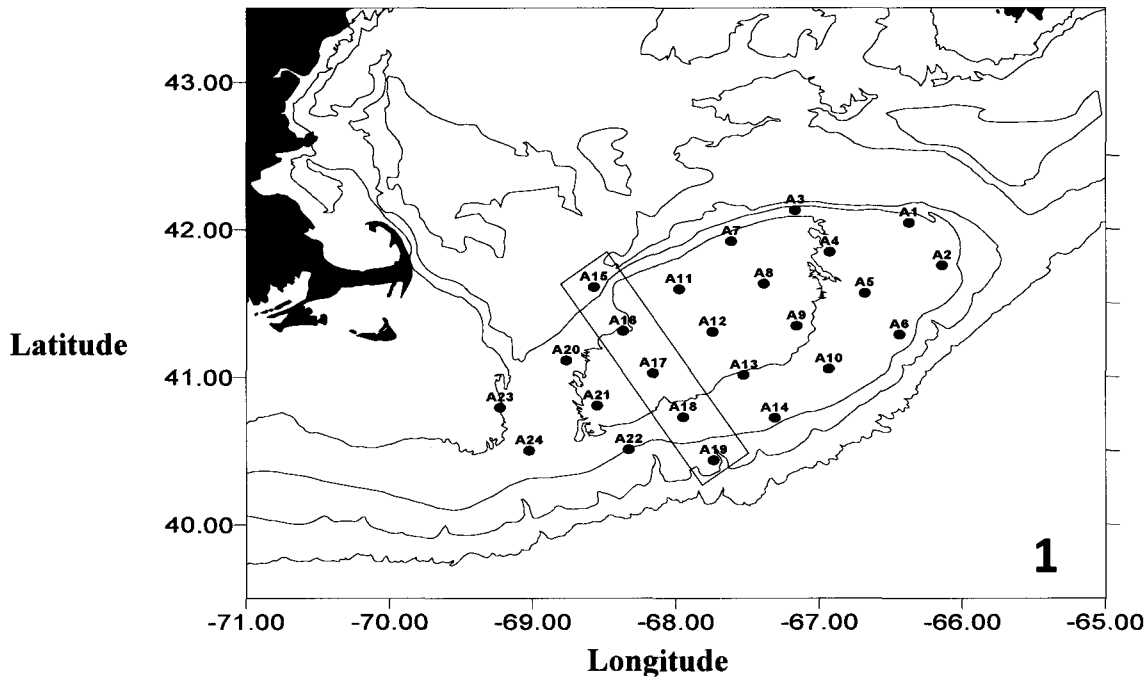 43.00
A3
A1
42.00
A7
A4
A2
A15
A11
A8
A5
A16
A12
A9
A6
Latitude
A20
A17
A13
A10
41.00
A23
A21
A18
A14
A24
A22
A19
40.00
1
-71.00 -70.00 -69.00 -68.00 -67.00 -66.00 -65.00
Longitude